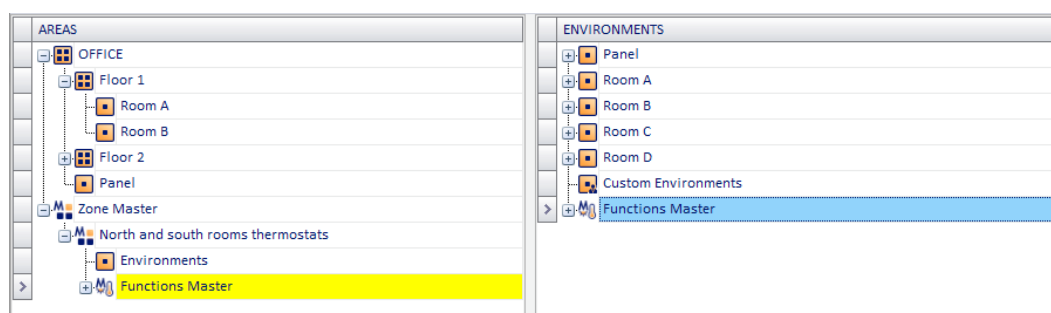 AREAS
OFFICE
Floor 1
Room A
Room B
Floor 2
Panel
Zone Master
North and south rooms thermostats
Environments
Functions Master
ENVIRONMENTS
Panel
Room A
Room B
Room C
Room D
Custom Environments
Functions Master